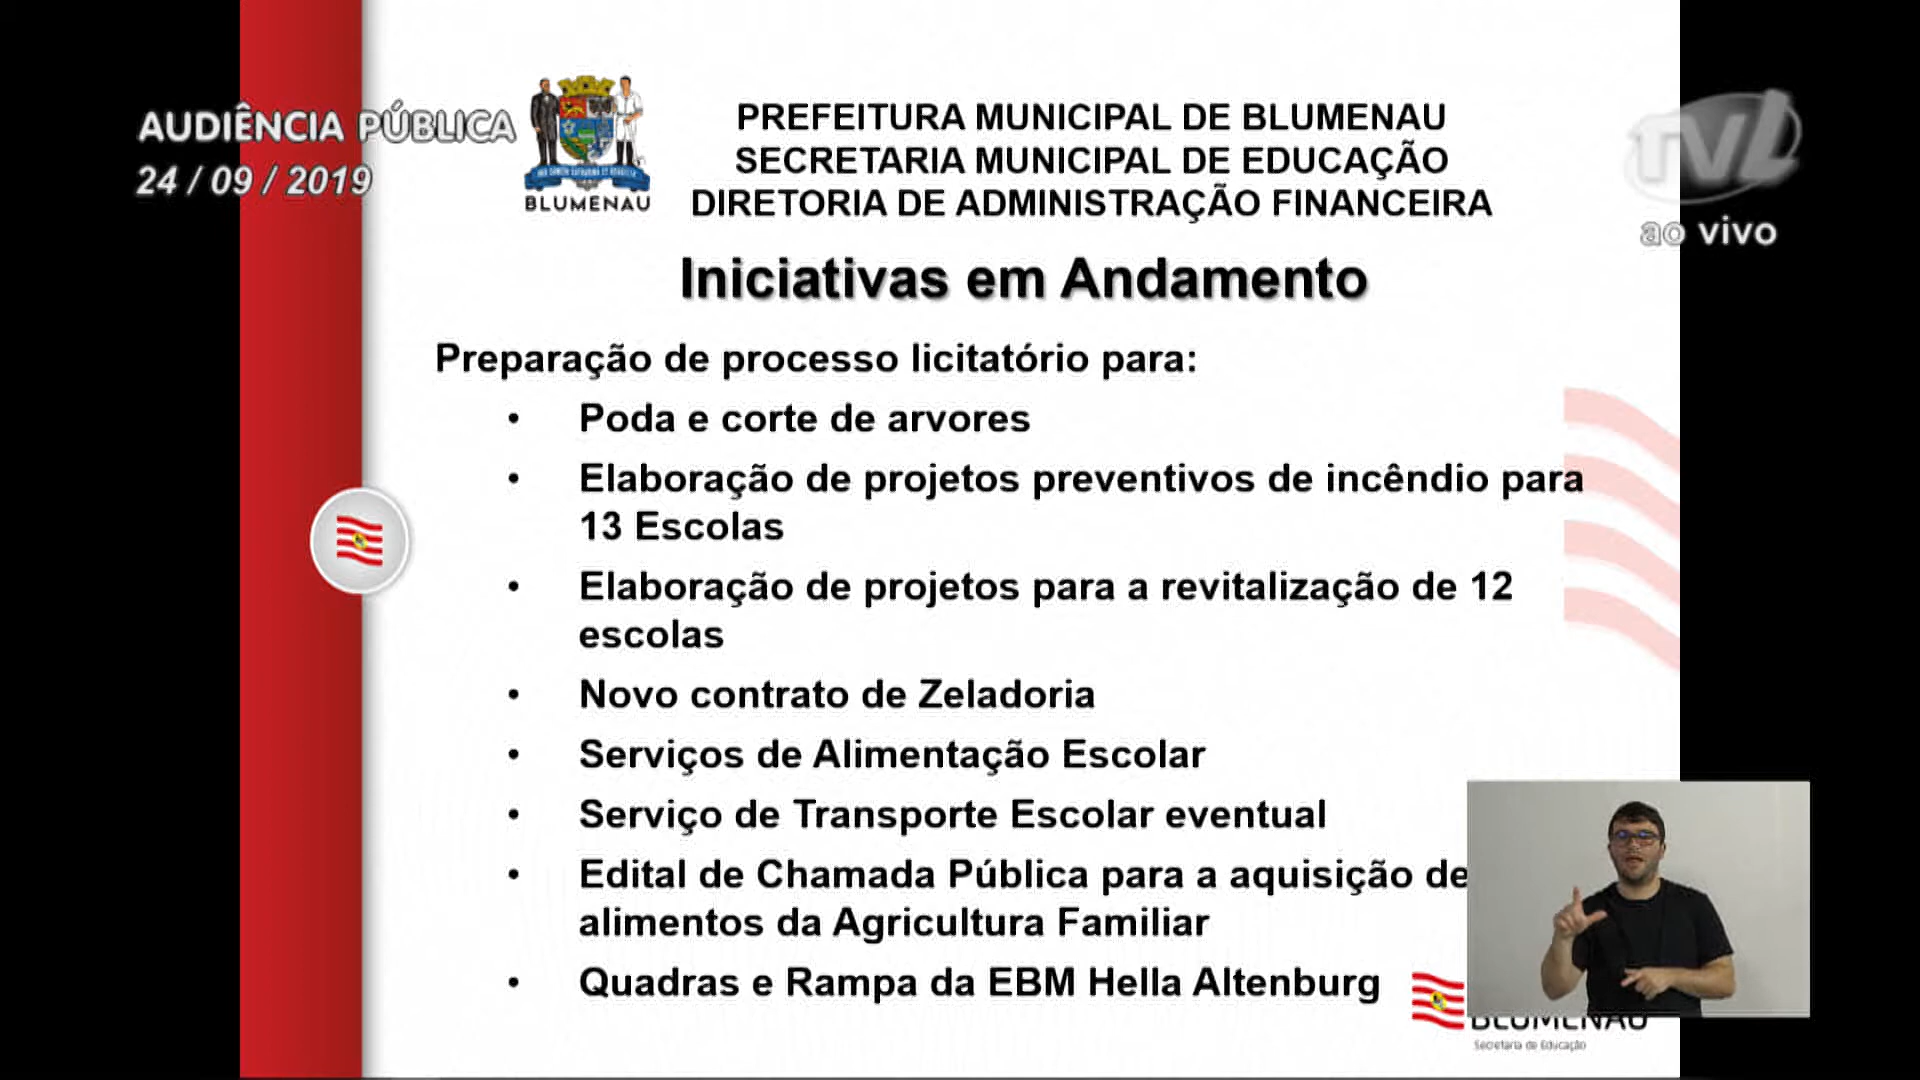 AUDIÊNCIA PÚBLICA
24 / 09 / 2019
BLUMENAU
PREFEITURA MUNICIPAL DE BLUMENAU
SECRETARIA MUNICIPAL DE EDUCAÇÃO
DIRETORIA DE ADMINISTRAÇÃO FINANCEIRA
TVL
ao vivo
Iniciativas em Andamento
Preparação de processo licitatório para:
• Poda e corte de arvores
• Elaboração de projetos preventivos de incêndio para
13 Escolas
• Elaboração de projetos para a revitalização de 12
escolas
• Novo contrato de Zeladoria
• Serviços de Alimentação Escolar
• Serviço de Transporte Escolar eventual
• Edital de Chamada Pública para a aquisição de
alimentos da Agricultura Familiar
• Quadras e Rampa da EBM Hella Altenburg
BLUMENAU
Secretaria de Educação